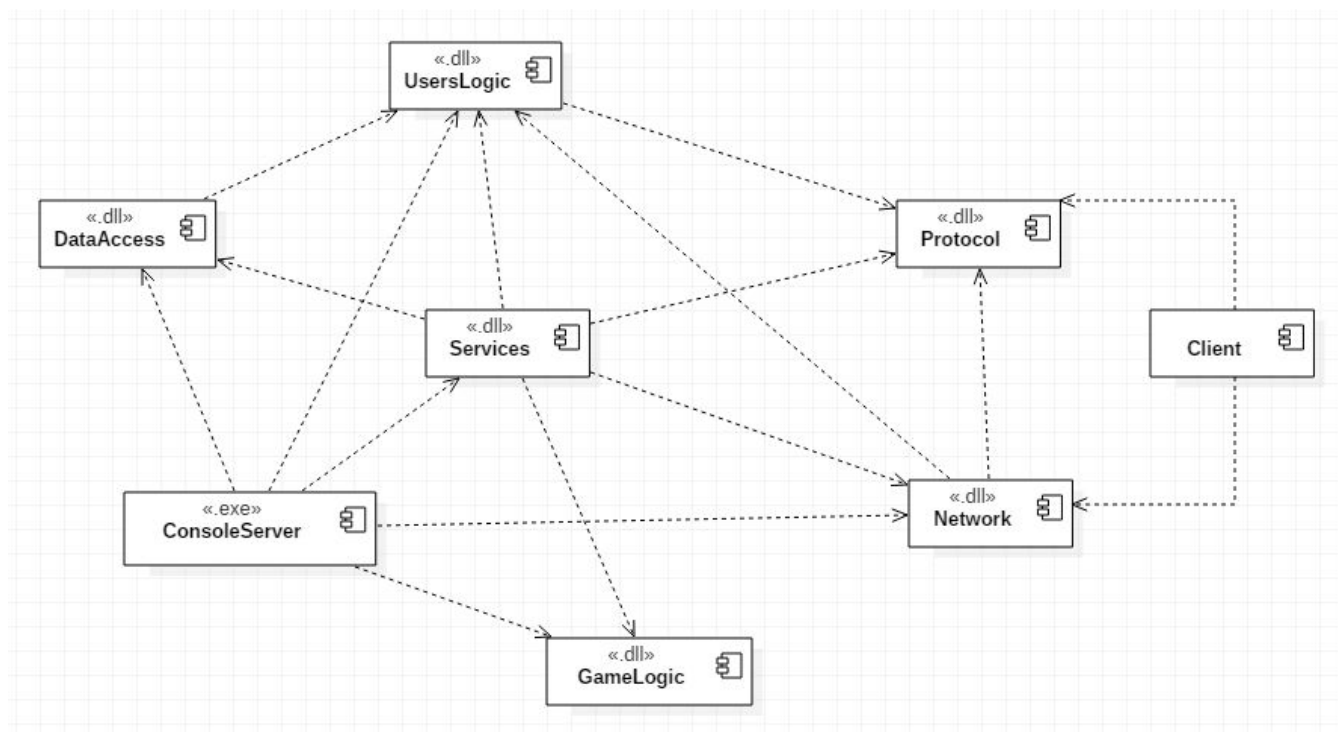 «.dll»
UsersLogic
«.dll»
DataAccess
«.dll»
Protocol
«.dll»
Services
Client
«.exe»
ConsoleServer
«.dll»
Network
«.dll»
GameLogic